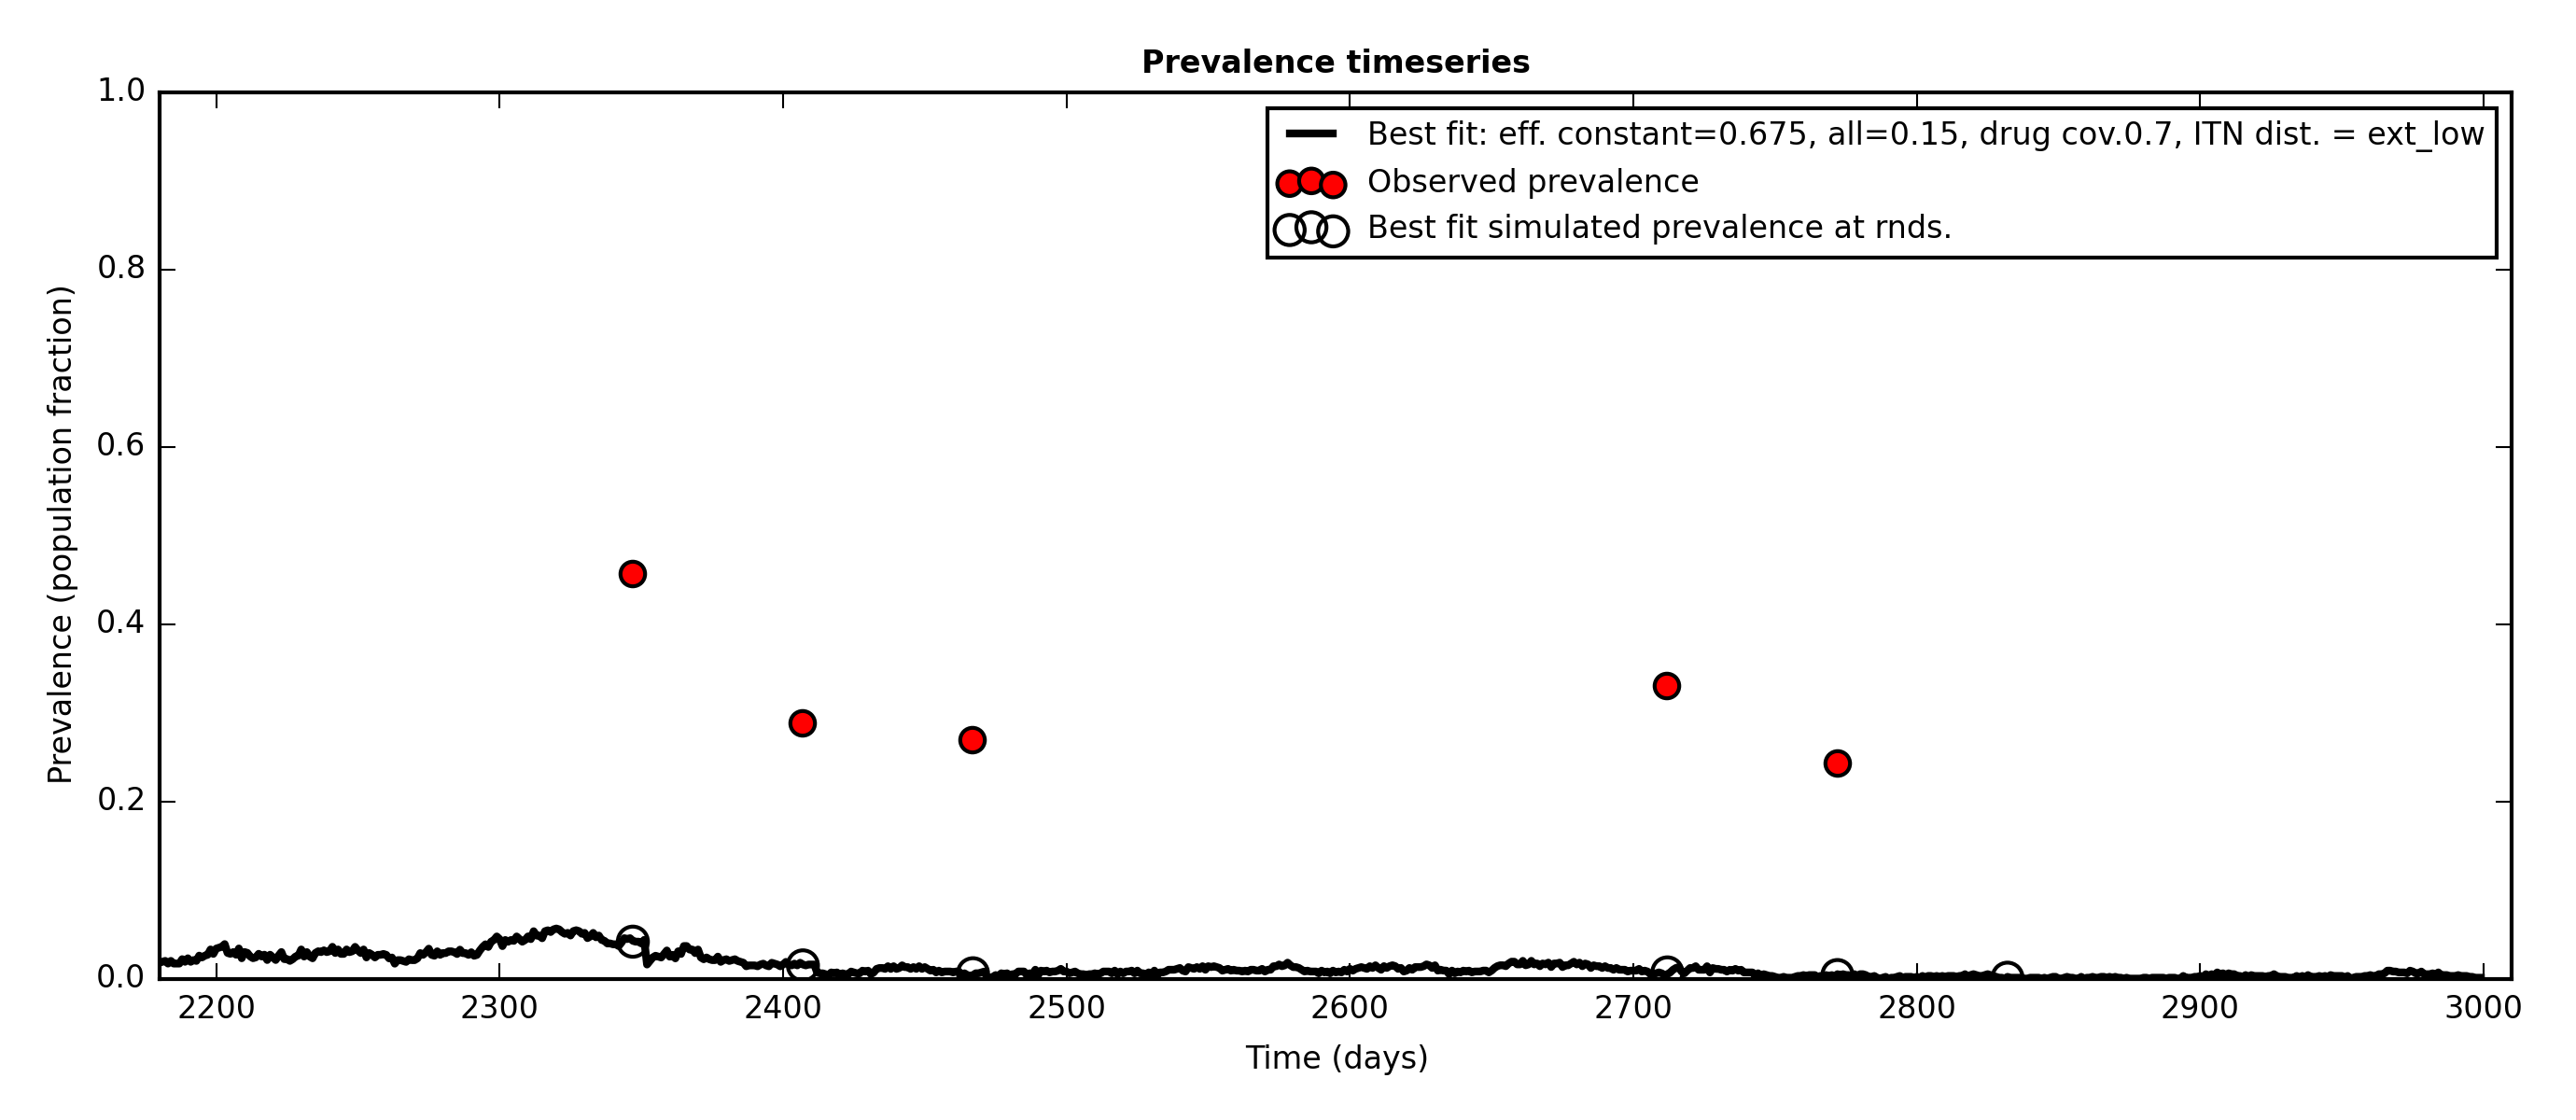 Prevalence timeseries
Best fit: eff. constant=0.675, all=0.15, drug cov.0.7, ITN dist. = ext_low
Observed prevalence
Best fit simulated prevalence at rnds.
Prevalence (population fraction)
1.0
0.8
0.6
0.4
0.2
0.0
2200 2300 2400 2500 2600 2700 2800 2900 3000
Time (days)